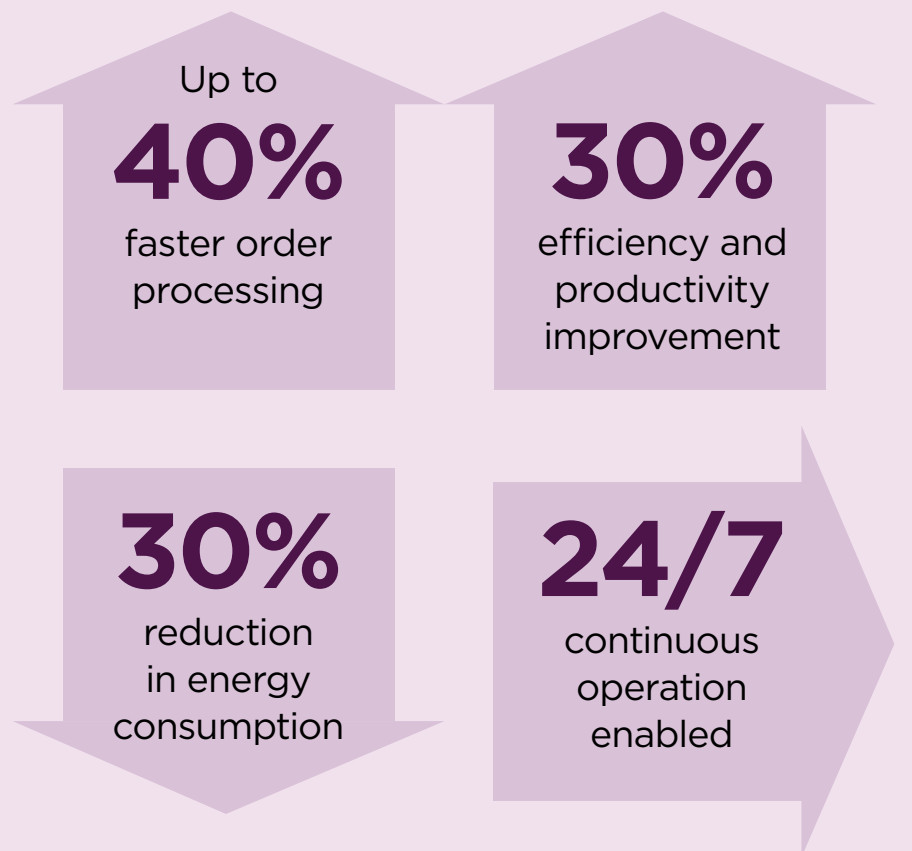 Up to
40%
faster order
processing
30%
efficiency and
productivity
improvement
30%
reduction
in energy
consumption
24/7
continuous
operation
enabled